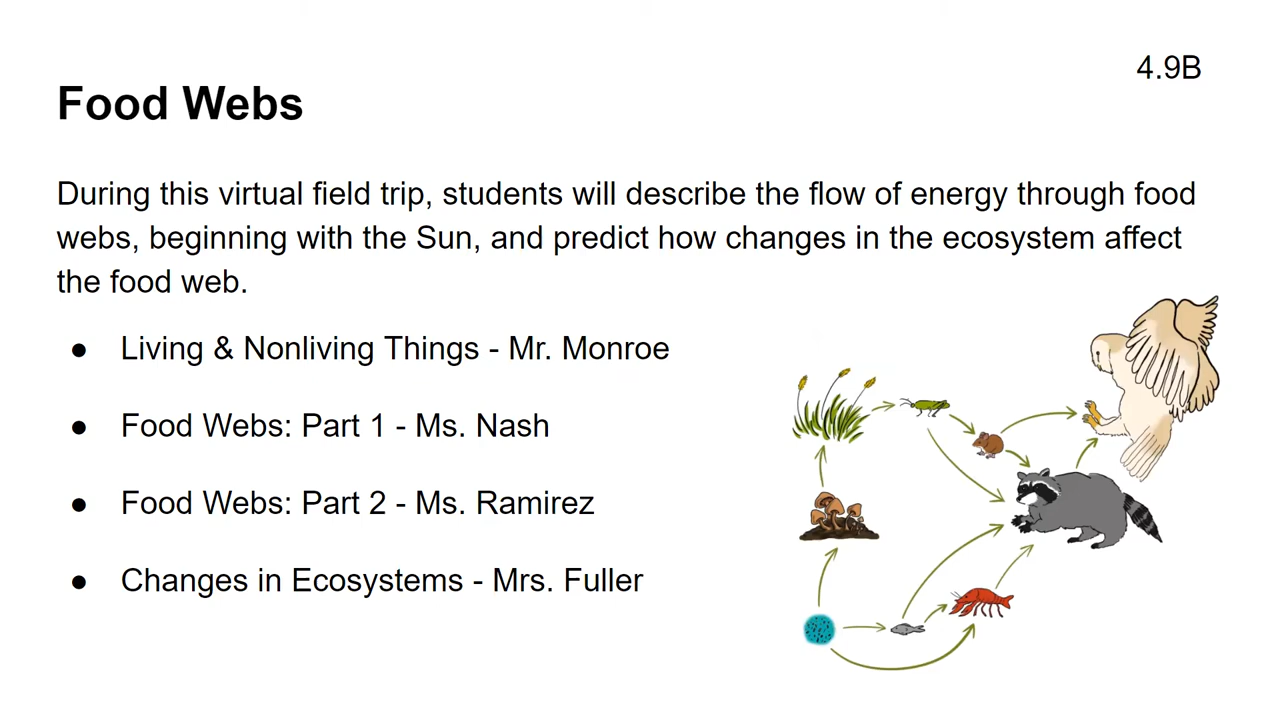 4.9B
Food Webs
During this virtual field trip, students will describe the flow of energy through food
webs, beginning with the Sun, and predict how changes in the ecosystem affect
the food web.
● Living & Nonliving Things - Mr. Monroe
● Food Webs: Part 1 - Ms. Nash
● Food Webs: Part 2 - Ms. Ramirez
● Changes in Ecosystems - Mrs. Fuller